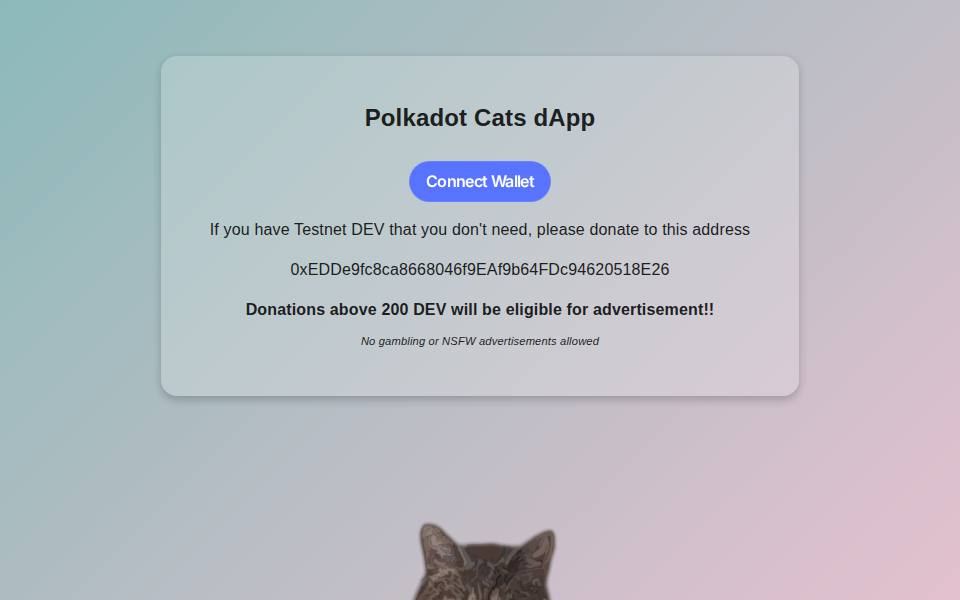 Polkadot Cats dApp
Connect Wallet
If you have Testnet DEV that you don't need, please donate to this address
0xEDDe9fc8ca8668046f9EAf9b64FDc94620518E26
Donations above 200 DEV will be eligible for advertisement!!
No gambling or NSFW advertisements allowed